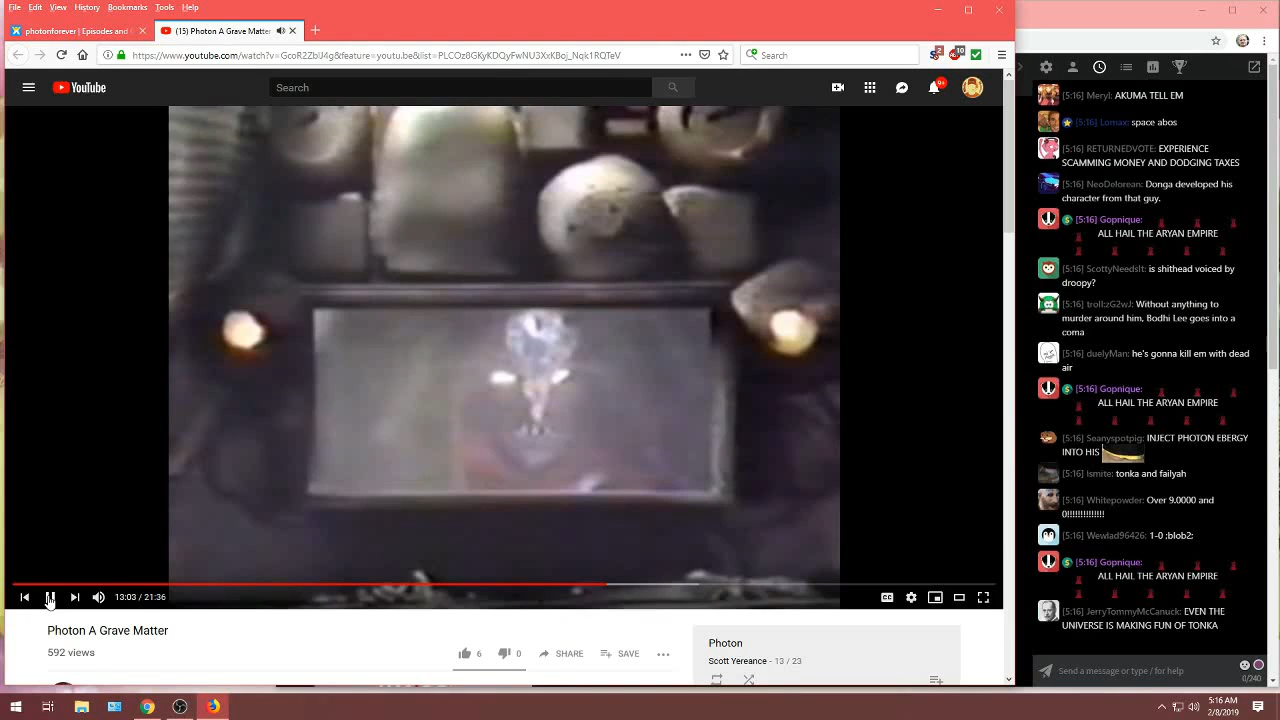 File Edit View History Bookmarks Tools Help
photonforever | Episodes and
(15) Photon A Grave Matter
https://www.youtube.com/watch?v=GcoR2ZblJ4g&feature=youtu.be&list=PLCOz8GKyKDQyFwNU3XxKBoj_Nqk1RQTeV
Search
2
10
YouTube
Search
9+
[5:16] Meryl: AKUMA TELL EM
[5:16] Lomax: space abos
[5:16] RETURNEDVOTE: EXPERIENCE
SCAMMING MONEY AND DODGING TAXES
[5:16] NeoDelorean: Donga developed his
character from that guy.
[5:16] Gopnique:
ALL HAIL THE ARYAN EMPIRE
[5:16] ScottyNeedsIt: is shithead voiced by
droopy?
[5:16] troll:zG2wJ: Without anything to
murder around him, Bodhi Lee goes into a
coma
[5:16] duelyMan: he's gonna kill em with dead
air
[5:16] Gopnique:
ALL HAIL THE ARYAN EMPIRE
[5:16] Seanyspotpig: INJECT PHOTON EBERGY
INTO HIS
[5:16] Ismite: tonka and failyah
[5:16] Whitepowder: Over 9.0000 and
0!!!!!!!!!!!!!!
[5:16] Wewlad96426: 1-0 :blob2;
[5:16] Gopnique:
ALL HAIL THE ARYAN EMPIRE
[5:16] JerryTommyMcCanuck: EVEN THE
UNIVERSE IS MAKING FUN OF TONKA
Send a message or type / for help
0/240
13:03 / 21:36
CC
Photon A Grave Matter
592 views
6
0
SHARE
SAVE
Photon
Scott Yereance - 13 / 23
5:16 AM
2/8/2019